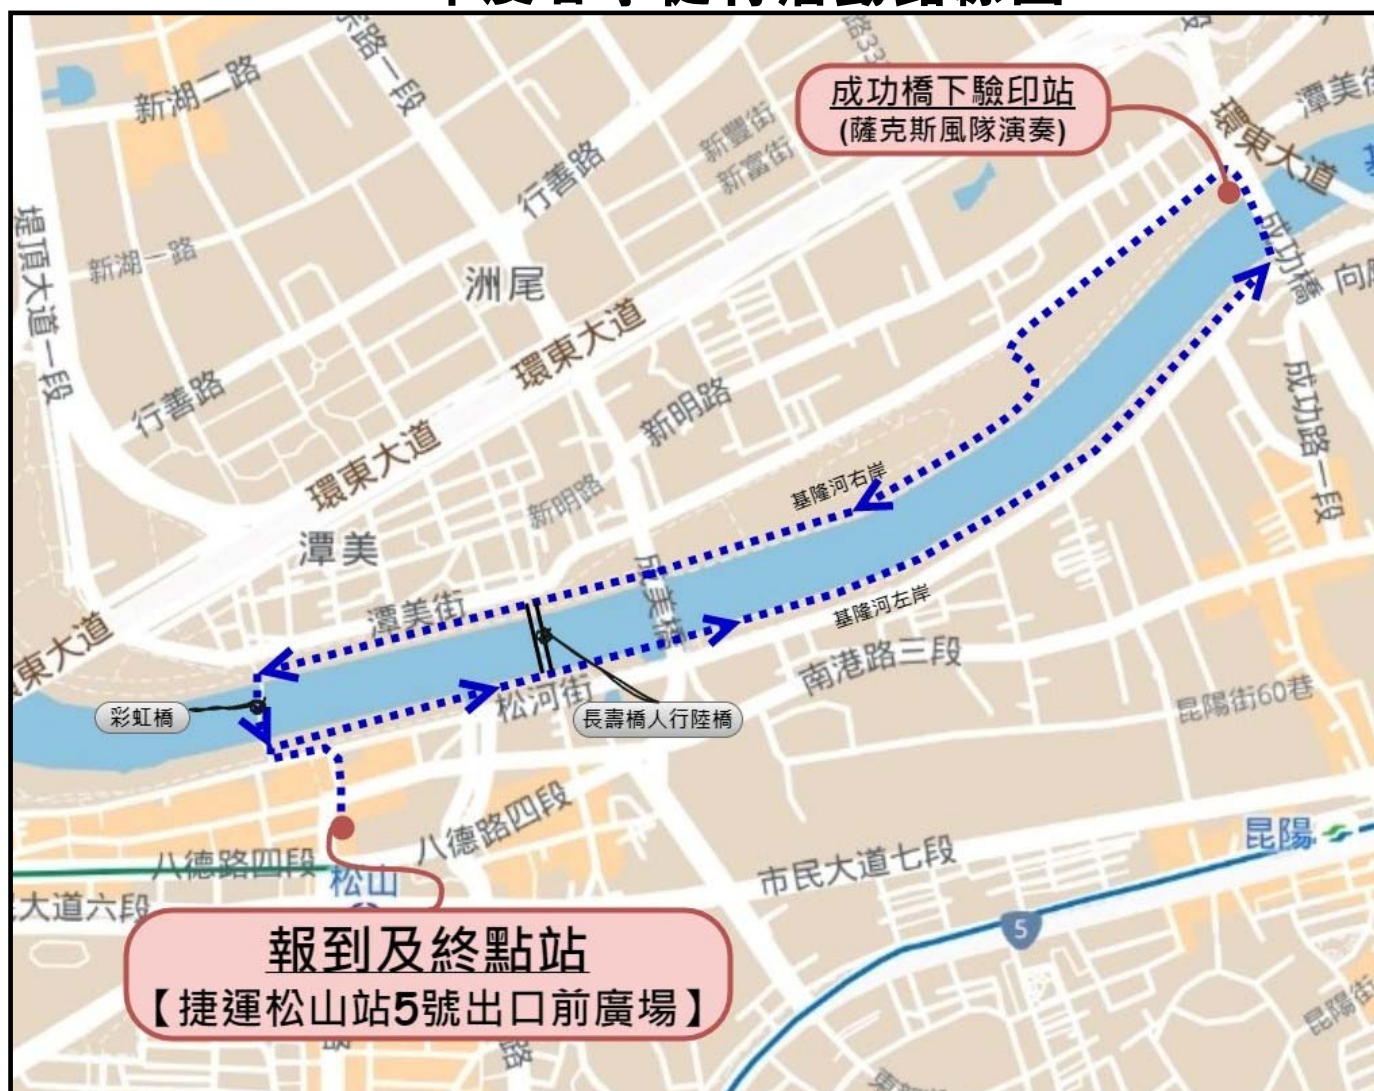 新湖二路
成功橋下驗印站
(薩克斯風隊演奏)
潭美街
環東大道
新豐街
新富街
行善路
堤頂大道一段
新湖一路
洲尾
成功橋
環東大道
行善路
新明路
成功路一段
環東大道
基隆河右岸
新明路
潭美
成美橋
潭美街
基隆河左岸
環東大道
南港路三段
松河街
昆陽街60巷
彩虹橋
長壽橋人行陸橋
八德路四段
昆陽
八德路四段
市民大道七段
松山
大道六段
5
報到及終點站
【捷運松山站5號出口前廣場】
昆陽街